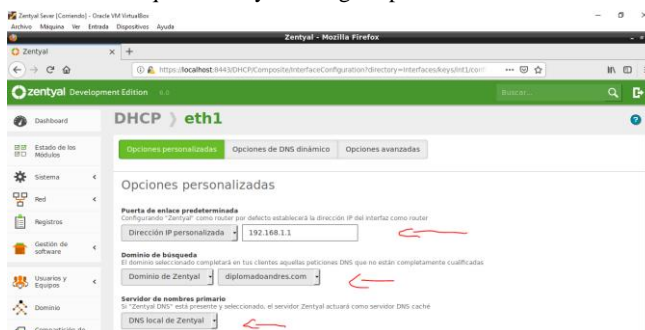 Zentyal Sever [Corriendo] - Oracle VM VirtualBox
Archivo Máquina Ver Entrada Dispositivos Ayuda
Zentyal - Mozilla Firefox
Zentyal
https://localhost:8443/DHCP/Composite/InterfaceConfiguration?directory=Interfaces/keys/int1/con
zentyal Development Edition 6.0
Buscar...
Dashboard
Estado de los Módulos
Sistema
Red
Registros
Gestión de software
Usuarios y Equipos
Dominio
DHCP eth1
Opciones personalizadas Opciones de DNS dinámico Opciones avanzadas
Opciones personalizadas
Puerta de enlace predeterminada
Configurando "Zentyal" como router por defecto establecerá la dirección IP del interfaz como router
Dirección IP personalizada 192.168.1.1
Dominio de búsqueda
El dominio seleccionado completará en tus clientes aquellas peticiones DNS que no están completamente cualificadas
Dominio de Zentyal diplomadoandres.com
Servidor de nombres primario
Si "Zentyal DNS" está presente y seleccionado, el servidor Zentyal actuará como servidor DNS caché
DNS local de Zentyal